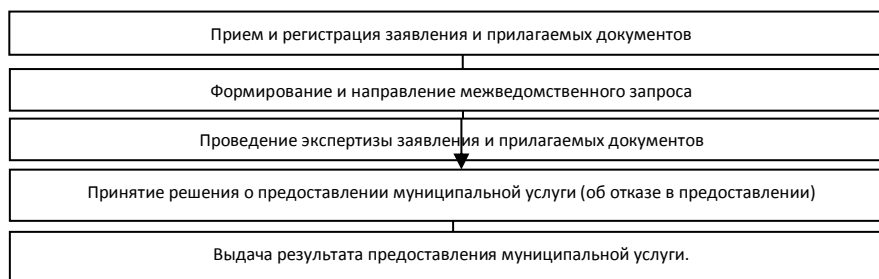 Прием и регистрация заявления и прилагаемых документов
Формирование и направление межведомственного запроса
Проведение экспертизы заявления и прилагаемых документов
Принятие решения о предоставлении муниципальной услуги (об отказе в предоставлении)
Выдача результата предоставления муниципальной услуги.